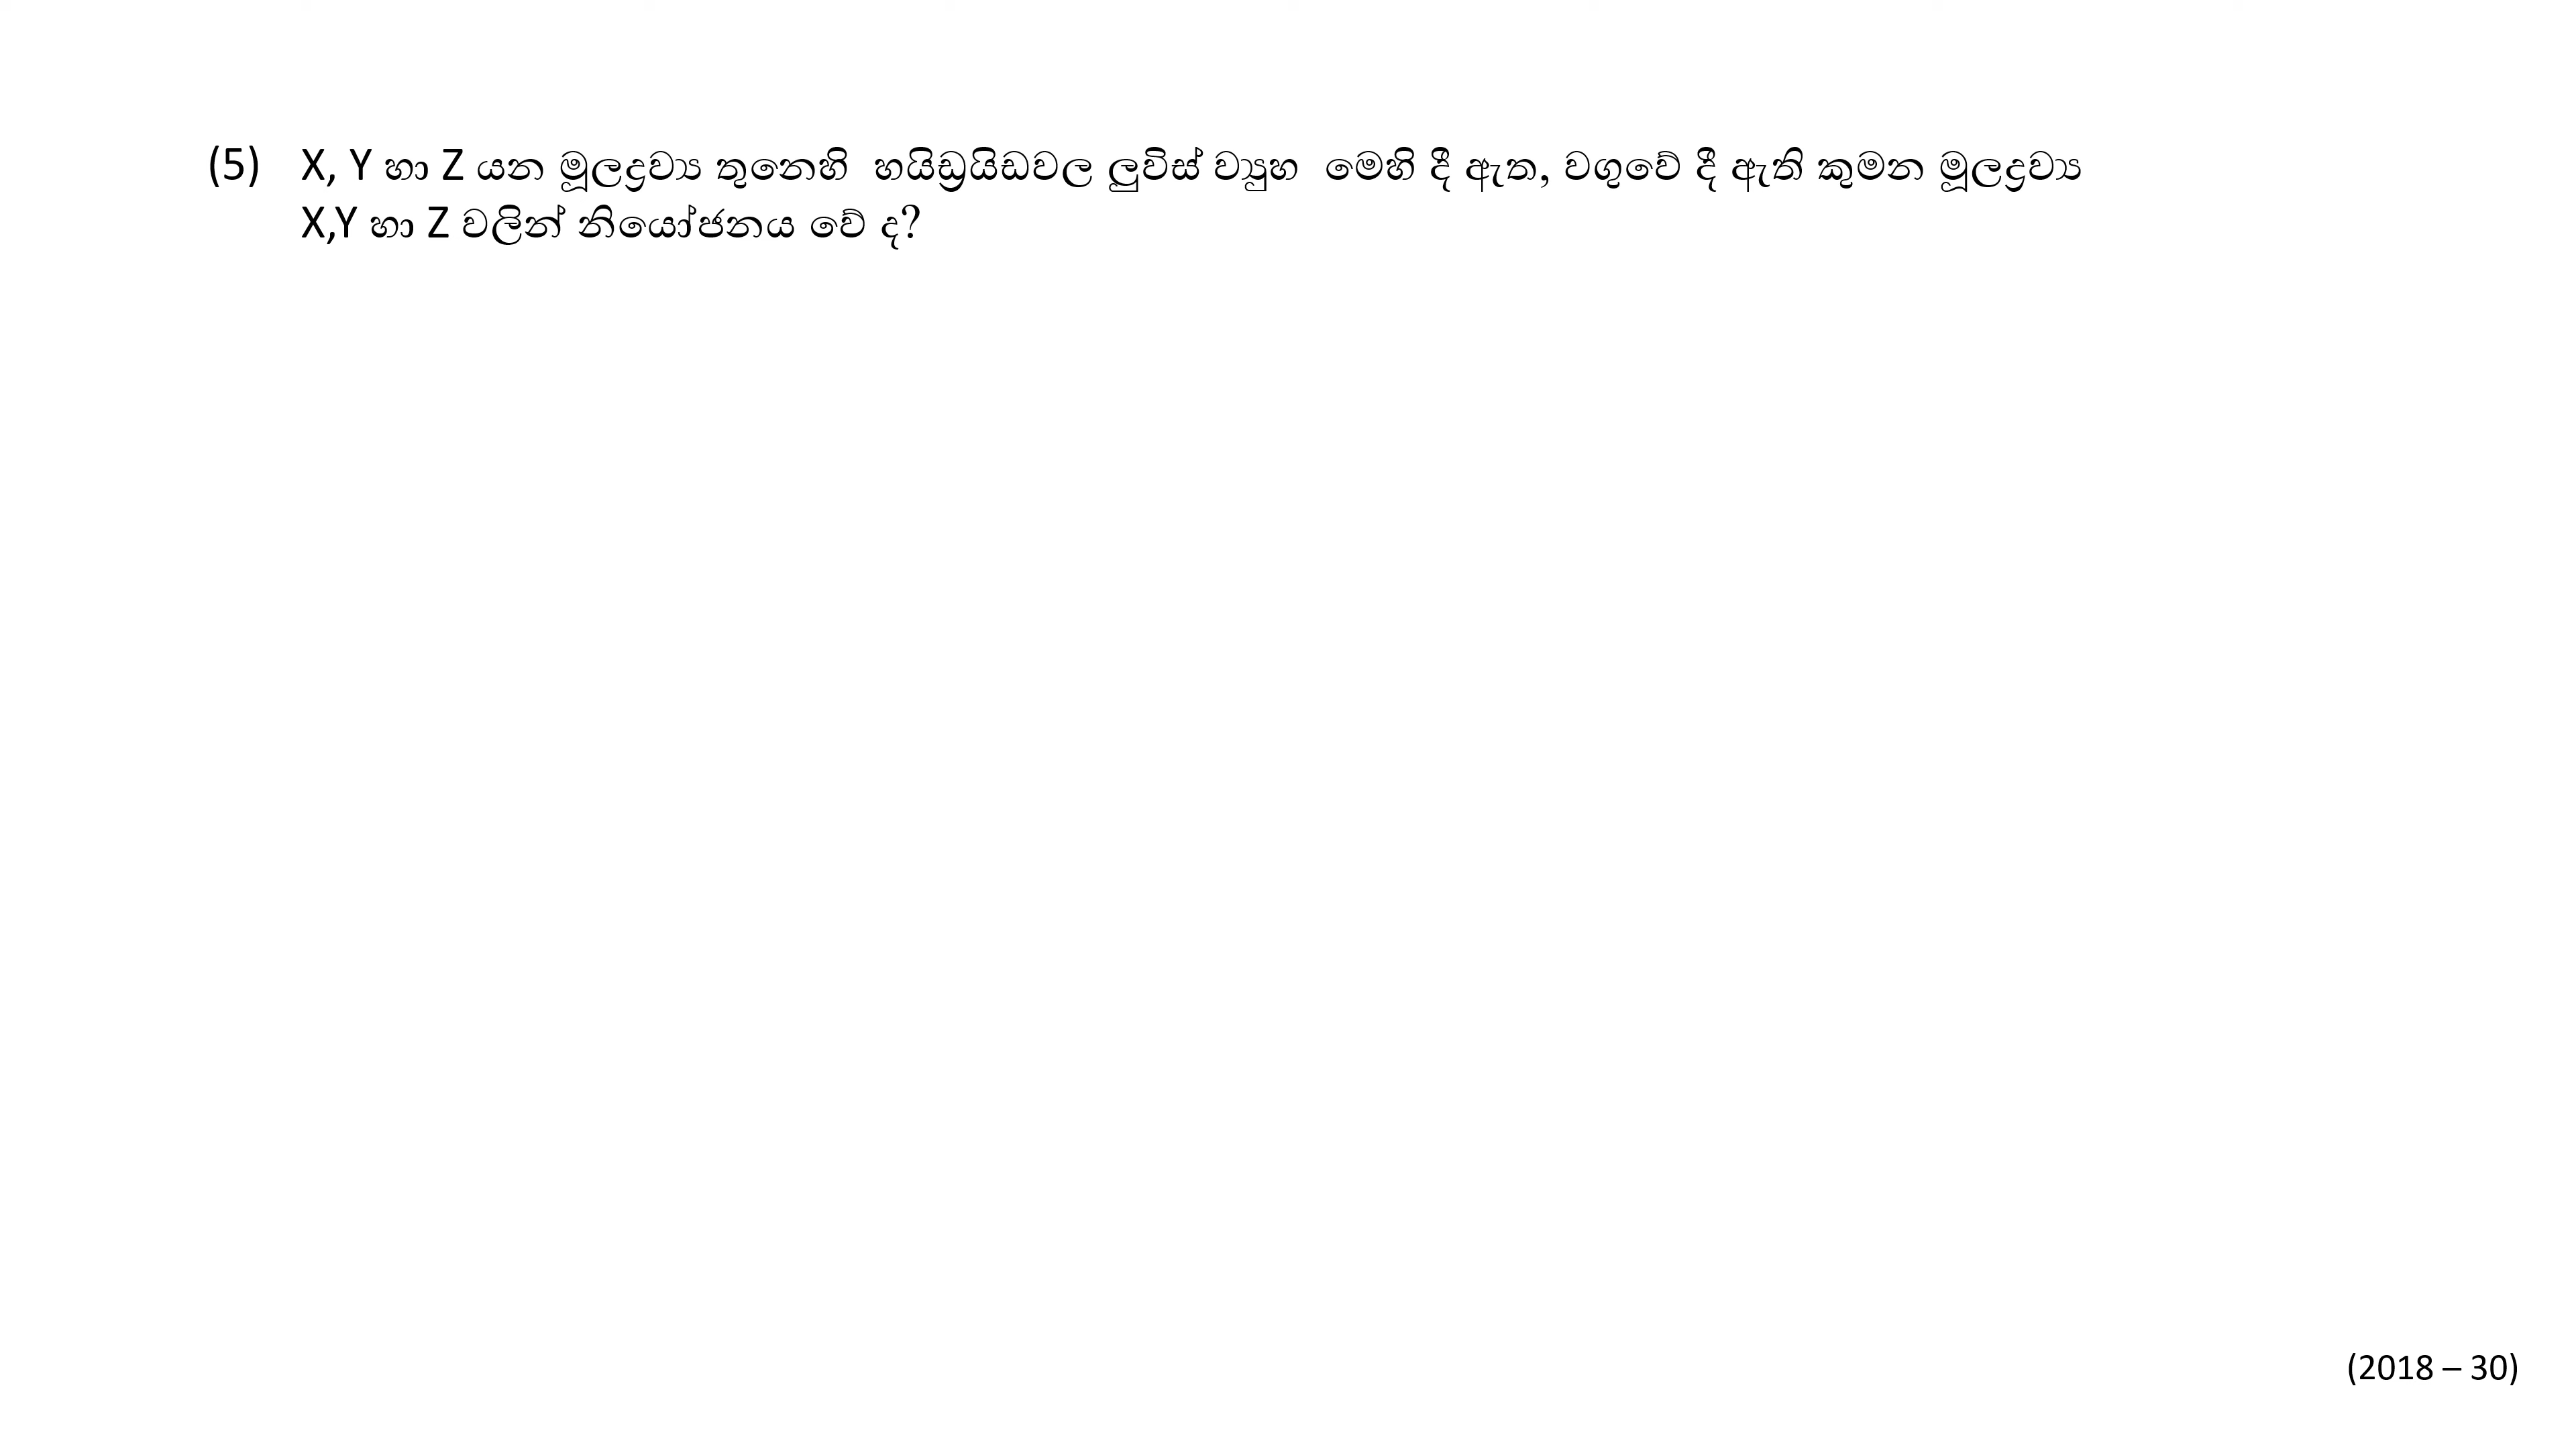 (5) X, Y හා Z යන මූලද්‍රව්‍ය තුනෙහි හයිඩ්‍රයිඩවල ලුවිස් ව්‍යුහ මෙහි දී ඇත, වගුවේ දී ඇති කුමන මූලද්‍රව්‍ය
X,Y හා Z වලින් නියෝජනය වේ ද?
(2018 – 30)